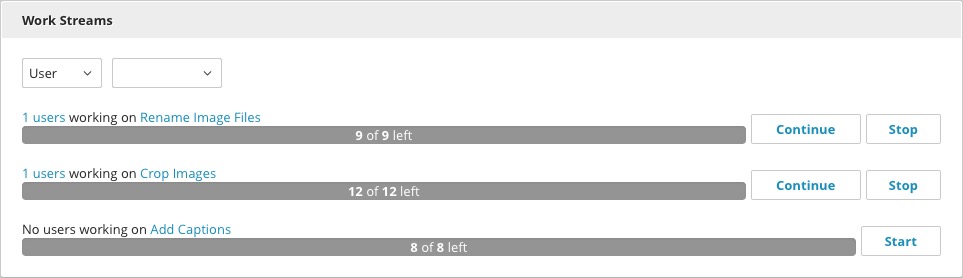 Work Streams
User
1 users working on Rename Image Files
9 of 9 left
Continue
Stop
1 users working on Crop Images
12 of 12 left
Continue
Stop
No users working on Add Captions
8 of 8 left
Start